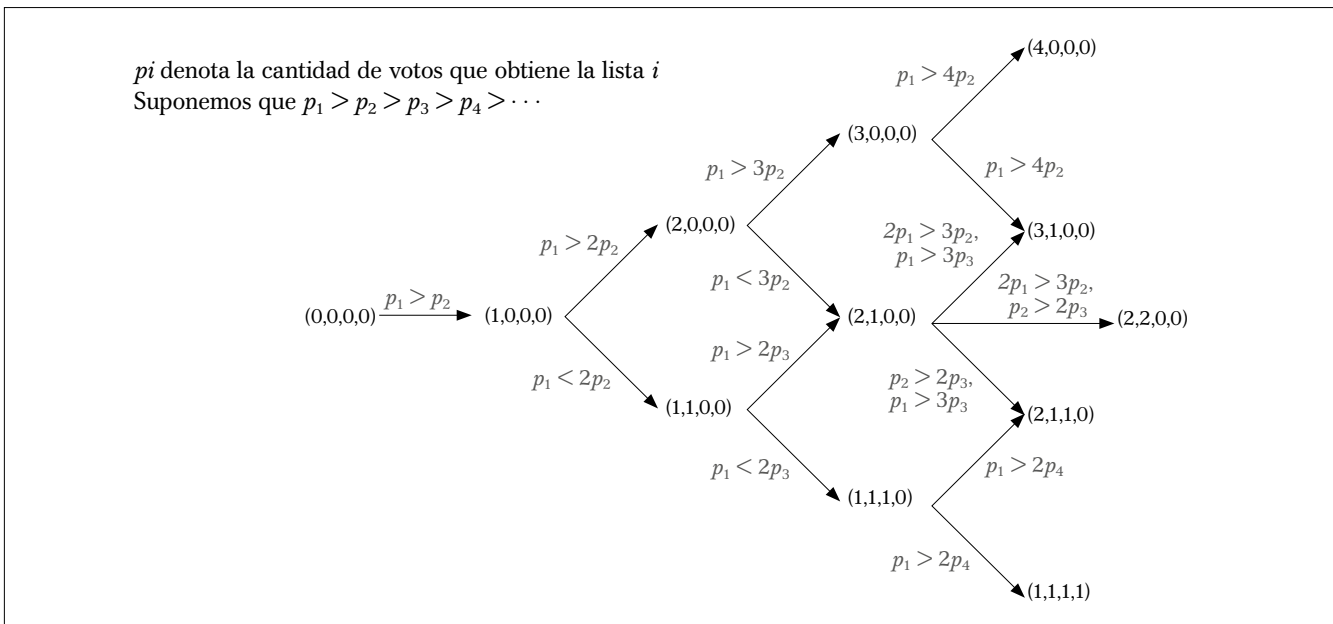 pi denota la cantidad de votos que obtiene la lista i
Suponemos que p₁ > p₂ > p₃ > p₄ > · · ·
(4,0,0,0)
p₁ > 4p₂
(3,0,0,0)
p₁ > 3p₂
p₁ > 4p₂
(2,0,0,0)
2p₁ > 3p₂,
p₁ > 3p₃
(3,1,0,0)
p₁ > 2p₂
p₁ < 3p₂
2p₁ > 3p₂,
p₂ > 2p₃
(0,0,0,0)
p₁ > p₂
(1,0,0,0)
(2,1,0,0)
(2,2,0,0)
p₁ < 2p₂
p₁ > 2p₃
p₂ > 2p₃,
p₁ > 3p₃
(1,1,0,0)
(2,1,1,0)
p₁ < 2p₃
p₁ > 2p₄
(1,1,1,0)
p₁ > 2p₄
(1,1,1,1)